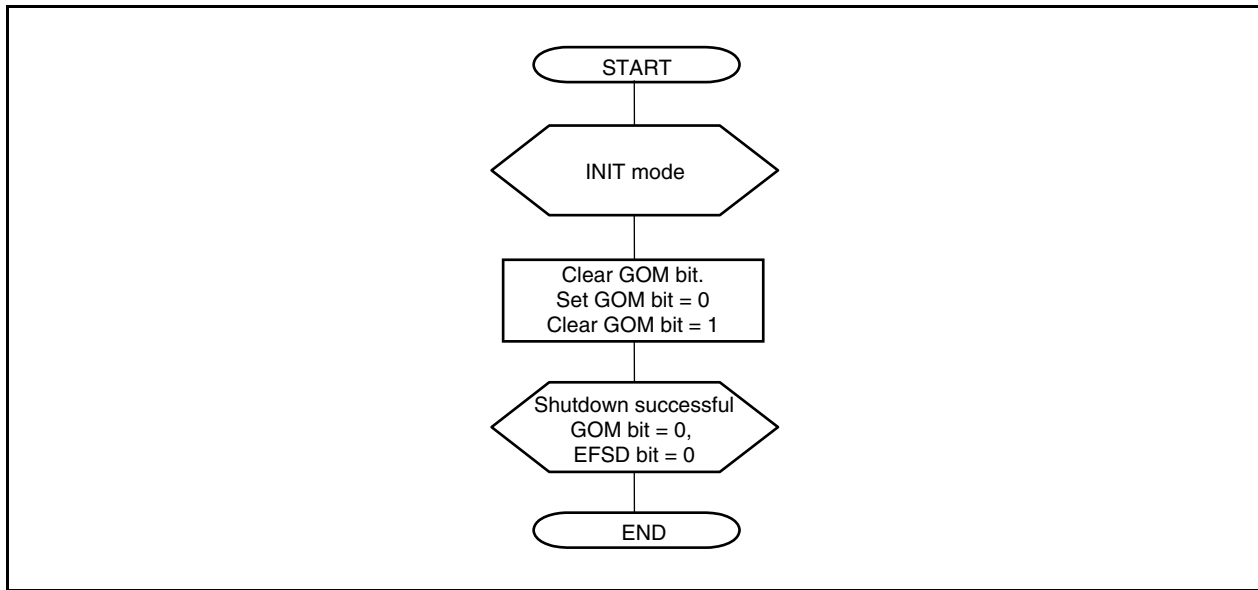 START
INIT mode
Clear GOM bit.
Set GOM bit = 0
Clear GOM bit = 1
Shutdown successful
GOM bit = 0,
EFSD bit = 0
END